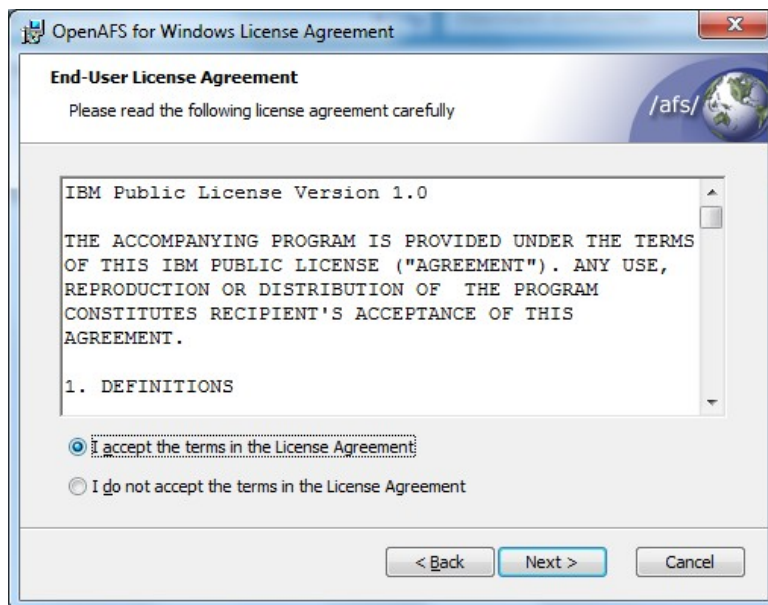 OpenAFS for Windows License Agreement
End-User License Agreement
Please read the following license agreement carefully
/afs/
IBM Public License Version 1.0
THE ACCOMPANYING PROGRAM IS PROVIDED UNDER THE TERMS
OF THIS IBM PUBLIC LICENSE ("AGREEMENT"). ANY USE,
REPRODUCTION OR DISTRIBUTION OF  THE PROGRAM
CONSTITUTES RECIPIENT'S ACCEPTANCE OF THIS
AGREEMENT.
1. DEFINITIONS
I accept the terms in the License Agreement
I do not accept the terms in the License Agreement
< Back
Next >
Cancel